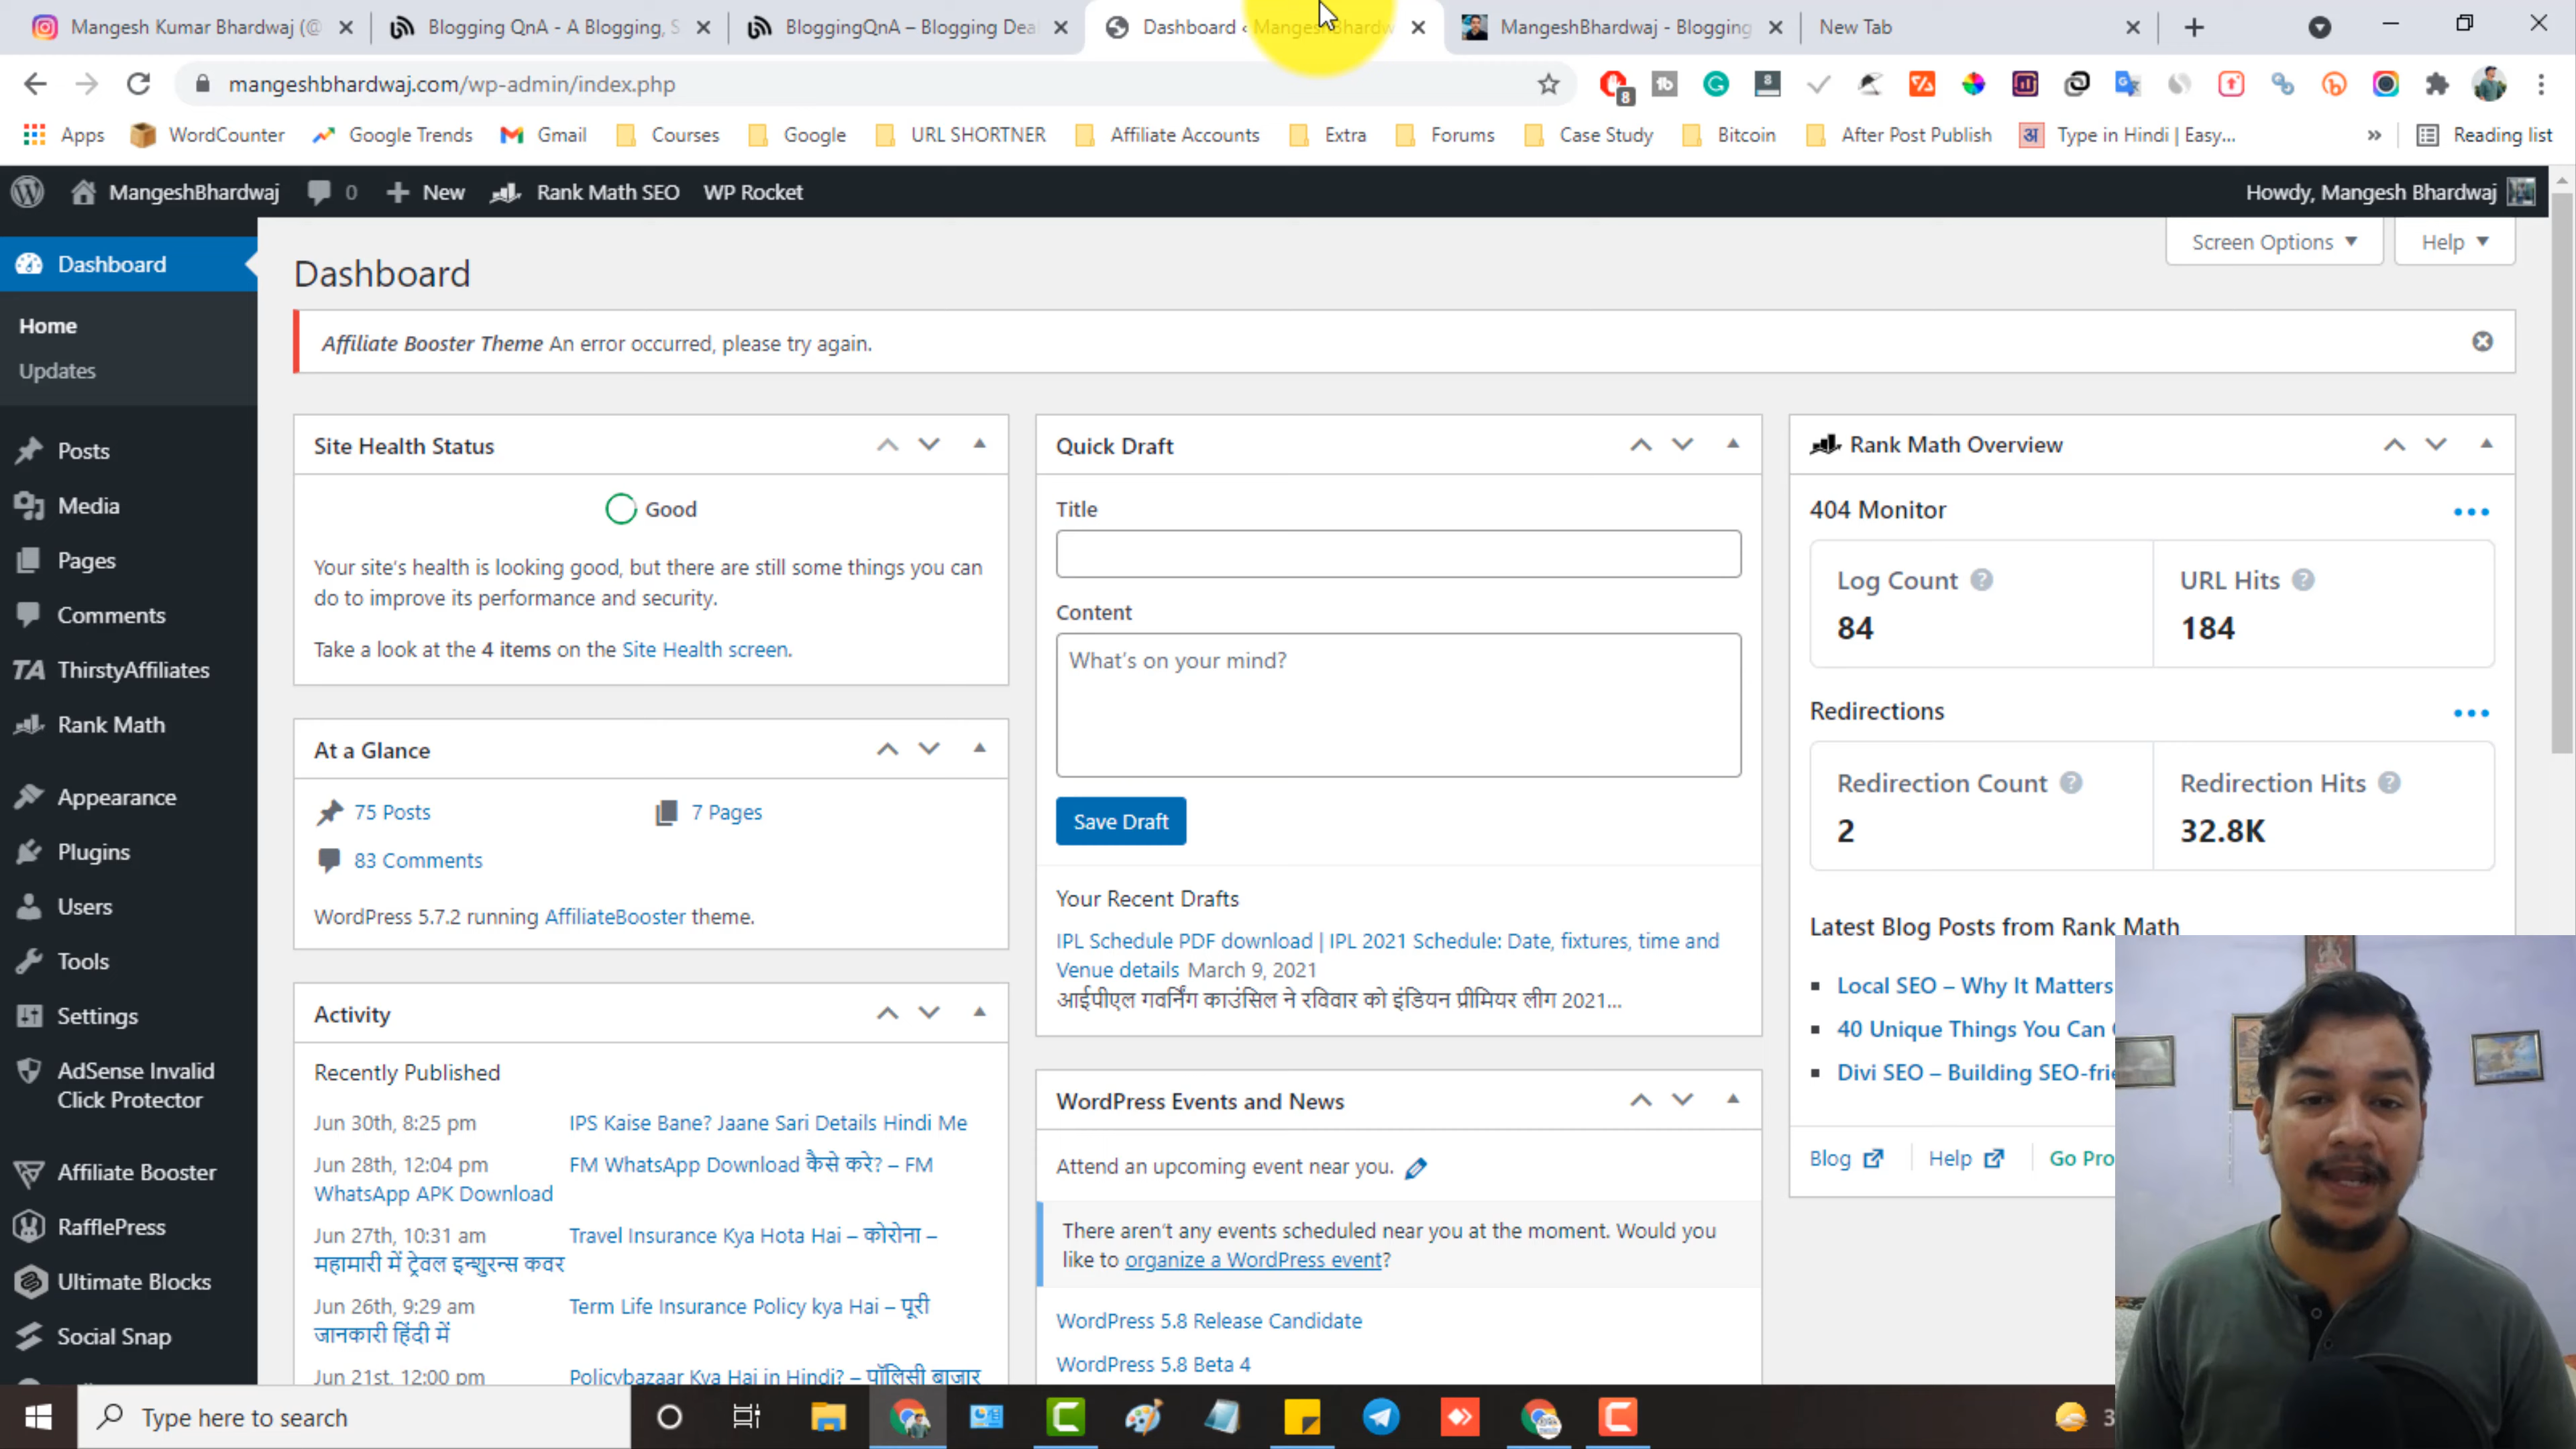 Mangesh Kumar Bhardwaj (@
Blogging QnA - A Blogging, S
BloggingQnA – Blogging Deal
Dashboard ‹ MangeshBhardw
MangeshBhardwaj - Blogging
New Tab
mangeshbhardwaj.com/wp-admin/index.php
Apps
WordCounter
Google Trends
Gmail
Courses
Google
URL SHORTNER
Affiliate Accounts
Extra
Forums
Case Study
Bitcoin
After Post Publish
Type in Hindi | Easy...
Reading list
MangeshBhardwaj
0
New
Rank Math SEO
WP Rocket
Howdy, Mangesh Bhardwaj
Dashboard
Home
Updates
Posts
Media
Pages
Comments
ThirstyAffiliates
Rank Math
Appearance
Plugins
Users
Tools
Settings
AdSense Invalid
Click Protector
Affiliate Booster
RafflePress
Ultimate Blocks
Social Snap
Screen Options
Help
Dashboard
Affiliate Booster Theme An error occurred, please try again.
Site Health Status
Good
Your site's health is looking good, but there are still some things you can
do to improve its performance and security.
Take a look at the 4 items on the Site Health screen.
At a Glance
75 Posts
7 Pages
83 Comments
WordPress 5.7.2 running AffiliateBooster theme.
Activity
Recently Published
Jun 30th, 8:25 pm IPS Kaise Bane? Jaane Sari Details Hindi Me
Jun 28th, 12:04 pm FM WhatsApp Download कैसे करे? – FM
WhatsApp APK Download
Jun 27th, 10:31 am Travel Insurance Kya Hota Hai – कोरोना –
महामारी में ट्रेवल इन्शुरन्स कवर
Jun 26th, 9:29 am Term Life Insurance Policy kya Hai – पूरी
जानकारी हिंदी में
Jun 21st, 12:00 pm Policybazaar Kya Hai in Hindi? – पॉलिसी बाज़ार
Quick Draft
Title
Content
What's on your mind?
Save Draft
Your Recent Drafts
IPL Schedule PDF download | IPL 2021 Schedule: Date, fixtures, time and
Venue details March 9, 2021
आईपीएल गवर्निंग काउंसिल ने रविवार को इंडियन प्रीमियर लीग 2021...
WordPress Events and News
Attend an upcoming event near you.
There aren't any events scheduled near you at the moment. Would you
like to organize a WordPress event?
WordPress 5.8 Release Candidate
WordPress 5.8 Beta 4
Rank Math Overview
404 Monitor
Log Count
84
URL Hits
184
Redirections
Redirection Count
2
Redirection Hits
32.8K
Latest Blog Posts from Rank Math
Local SEO – Why It Matters
40 Unique Things You Can
Divi SEO – Building SEO-frie
Blog
Help
Go Pro
Type here to search
3